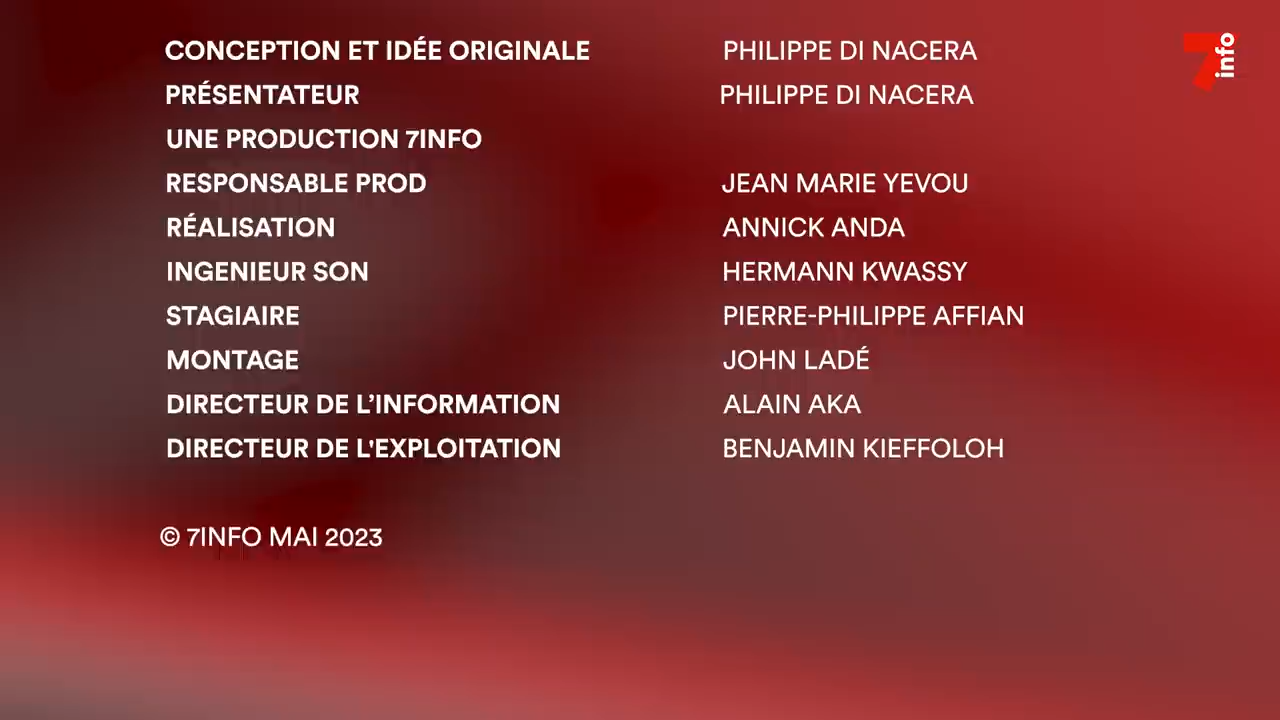 CONCEPTION ET IDÉE ORIGINALE PHILIPPE DI NACERA
PRÉSENTATEUR PHILIPPE DI NACERA
UNE PRODUCTION 7INFO
RESPONSABLE PROD JEAN MARIE YEVOU
RÉALISATION ANNICK ANDA
INGENIEUR SON HERMANN KWASSY
STAGIAIRE PIERRE-PHILIPPE AFFIAN
MONTAGE JOHN LADÉ
DIRECTEUR DE L’INFORMATION ALAIN AKA
DIRECTEUR DE L'EXPLOITATION BENJAMIN KIEFFOLOH
© 7INFO MAI 2023
7info